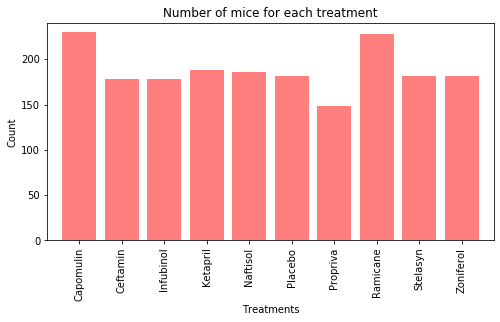 Number of mice for each treatment
200
150
100
50
0
Count
Capomulin
Ceftamin
Infubinol
Ketapril
Naftisol
Placebo
Propriva
Ramicane
Stelasyn
Zoniferol
Treatments